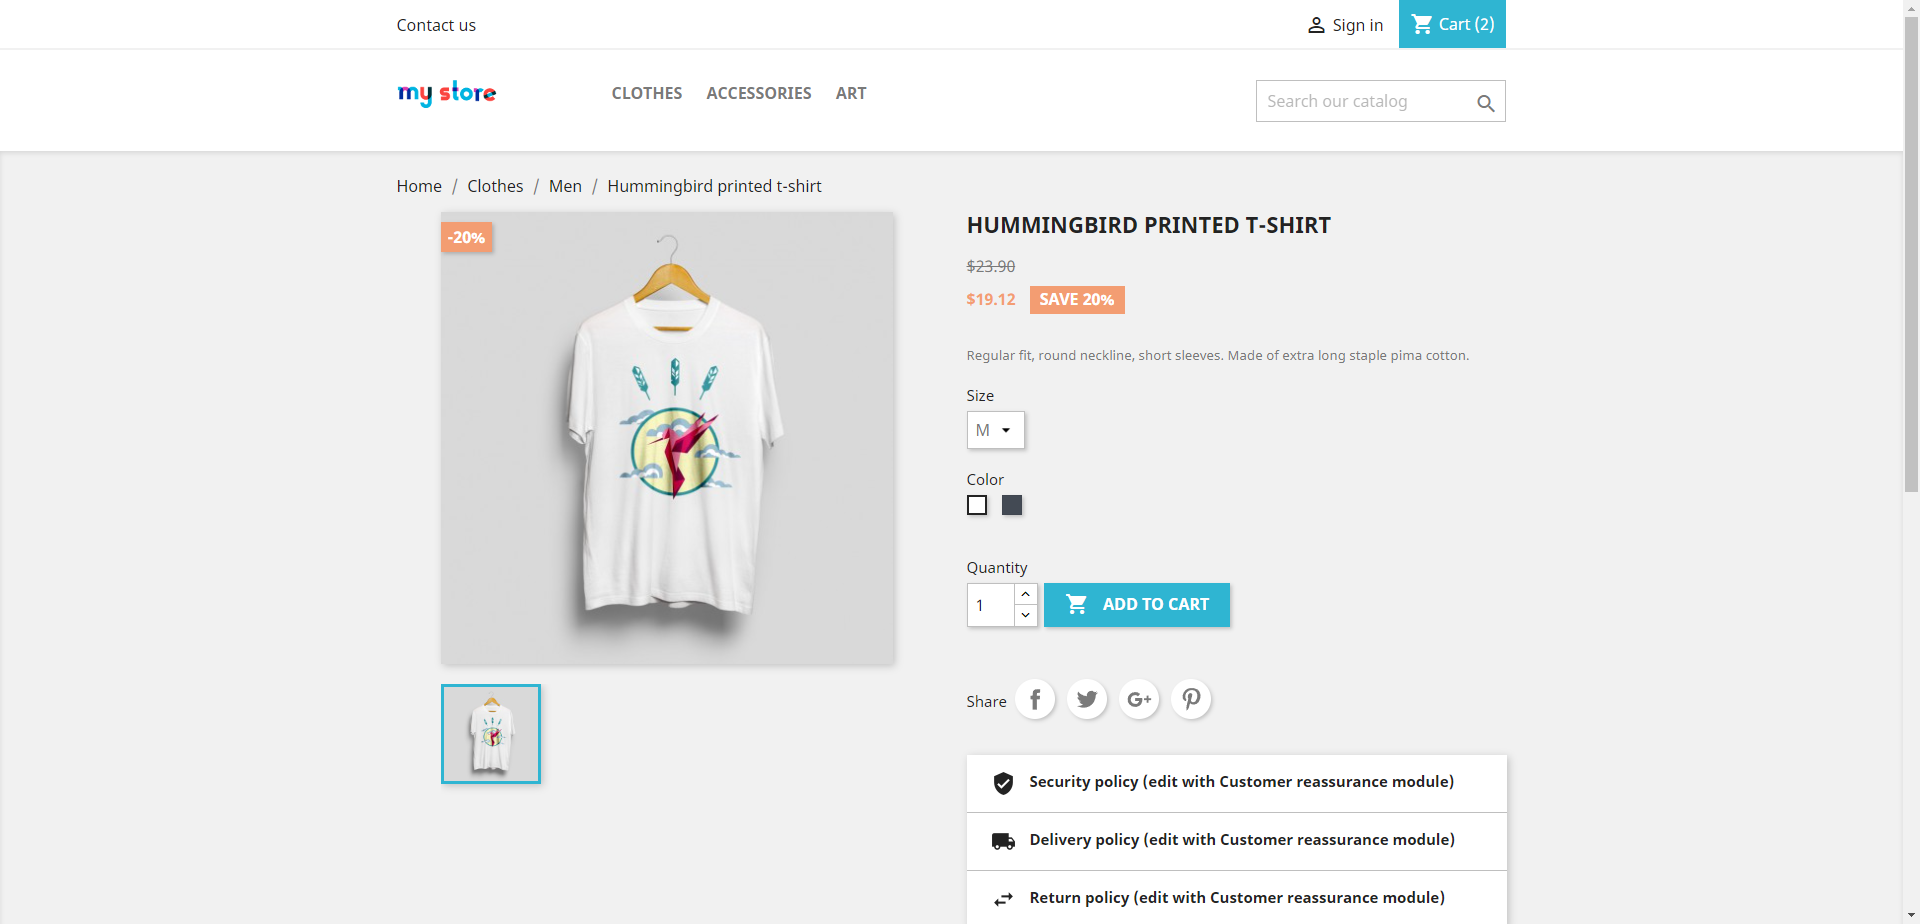 Contact us
Sign in
Cart (2)
my store
CLOTHES
ACCESSORIES
ART
Search our catalog
Home / Clothes / Men / Hummingbird printed t-shirt
-20%
HUMMINGBIRD PRINTED T-SHIRT
$23.90
$19.12 SAVE 20%
Regular fit, round neckline, short sleeves. Made of extra long staple pima cotton.
Size
M
Color
Quantity
1
ADD TO CART
Share
Security policy (edit with Customer reassurance module)
Delivery policy (edit with Customer reassurance module)
Return policy (edit with Customer reassurance module)